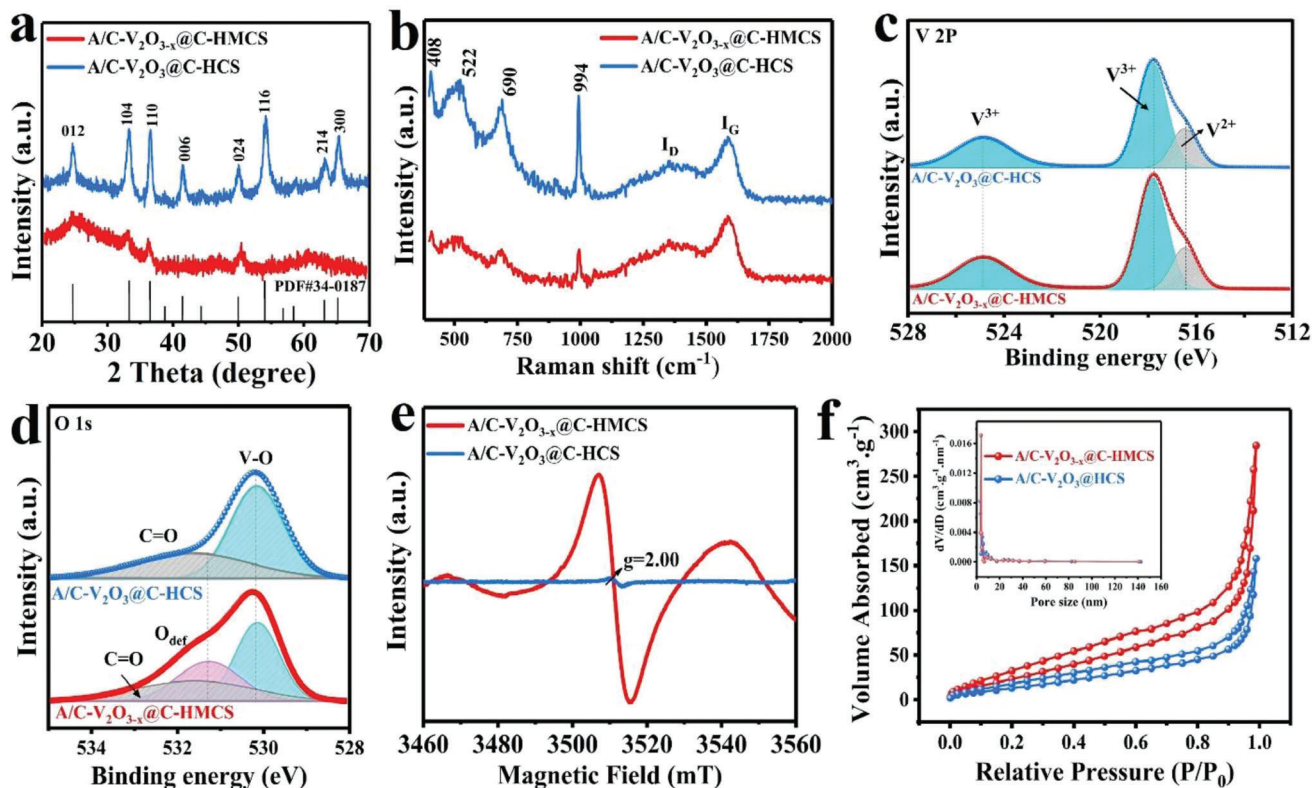 a
A/C-V₂O₃₋ₓ@C-HMCS
A/C-V₂O₃@C-HCS
012
104
110
006
024
116
214
300
PDF#34-0187
Intensity (a.u.)
20 30 40 50 60 70
2 Theta (degree)
b
A/C-V₂O₃₋ₓ@C-HMCS
A/C-V₂O₃@C-HCS
408
522
690
994
I_D
I_G
Intensity (a.u.)
500 750 1000 1250 1500 1750 2000
Raman shift (cm⁻¹)
c
V 2P
V³⁺
V³⁺
V²⁺
A/C-V₂O₃@C-HCS
A/C-V₂O₃₋ₓ@C-HMCS
Intensity (a.u.)
528 524 520 516 512
Binding energy (eV)
d
O 1s
V-O
C=O
A/C-V₂O₃@C-HCS
O_def
C=O
A/C-V₂O₃₋ₓ@C-HMCS
Intensity (a.u.)
534 532 530 528
Binding energy (eV)
e
A/C-V₂O₃₋ₓ@C-HMCS
A/C-V₂O₃@C-HCS
g=2.00
Intensity (a.u.)
3460 3480 3500 3520 3540 3560
Magnetic Field (mT)
f
300
250
200
150
100
50
0
Volume Absorbed (cm³.g⁻¹)
0.016
0.012
0.008
0.004
0.000
dV/dD (cm³.g⁻¹.nm⁻¹)
A/C-V₂O₃₋ₓ@C-HMCS
A/C-V₂O₃@HCS
0 20 40 60 80 100 120 140 160
Pore size (nm)
0.0 0.2 0.4 0.6 0.8 1.0
Relative Pressure (P/P₀)